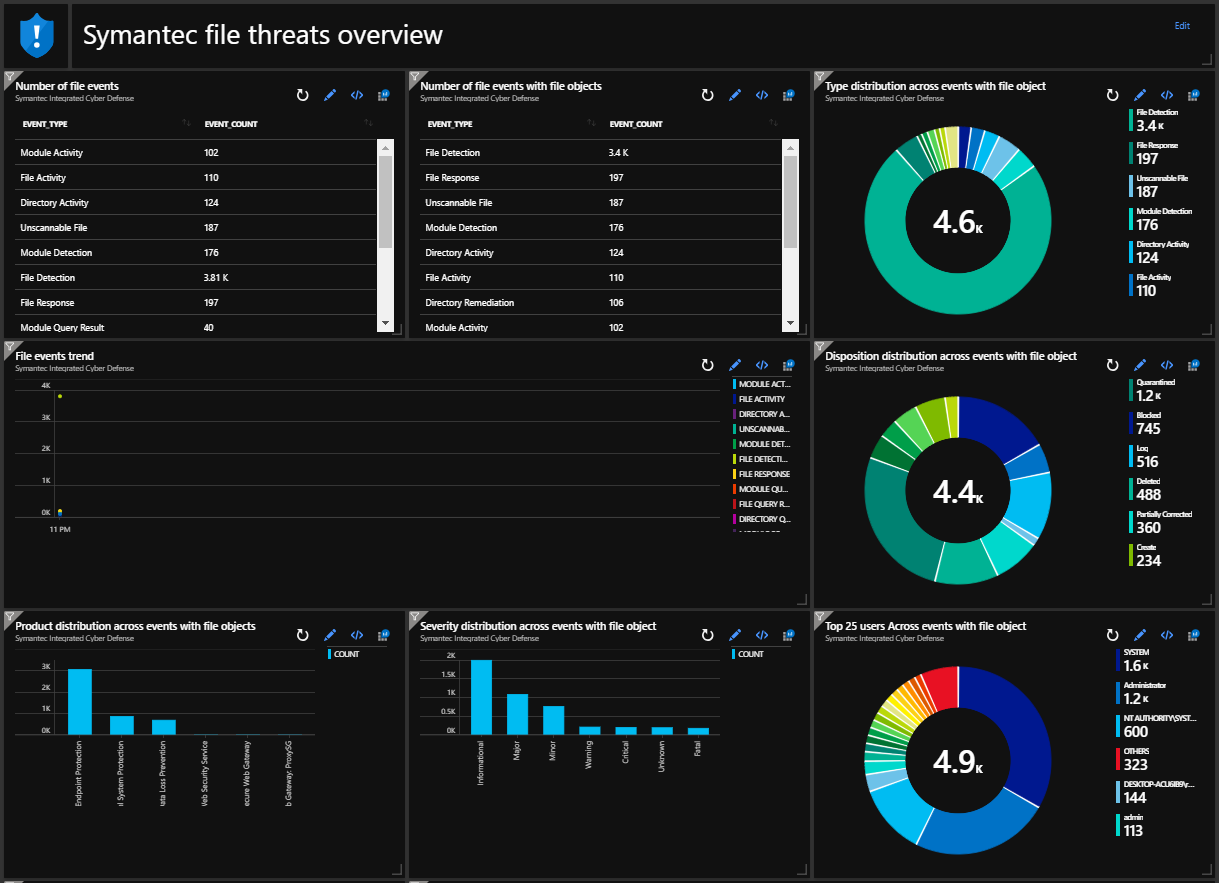 Symantec file threats overview
Edit
Number of file events
Symantec Integrated Cyber Defense
EVENT_TYPE EVENT_COUNT
Module Activity 102
File Activity 110
Directory Activity 124
Unscannable File 187
Module Detection 176
File Detection 3.81 K
File Response 197
Module Query Result 40
Number of file events with file objects
Symantec Integrated Cyber Defense
EVENT_TYPE EVENT_COUNT
File Detection 3.4 K
File Response 197
Unscannable File 187
Module Detection 176
Directory Activity 124
File Activity 110
Directory Remediation 106
Module Activity 102
Type distribution across events with file object
Symantec Integrated Cyber Defense
4.6K
File Detection
3.4 K
File Response
197
Unscannable File
187
Module Detection
176
Directory Activity
124
File Activity
110
File events trend
Symantec Integrated Cyber Defense
4K
3K
2K
1K
0K
11 PM
MODULE ACT...
FILE ACTIVITY
DIRECTORY A...
UNSCANNAB...
MODULE DET...
FILE DETECTI...
FILE RESPONSE
MODULE QU...
FILE QUERY R...
DIRECTORY Q...
Disposition distribution across events with file object
Symantec Integrated Cyber Defense
4.4K
Quarantined
1.2 K
Blocked
745
Log
516
Deleted
488
Partially Corrected
360
Create
234
Product distribution across events with file objects
Symantec Integrated Cyber Defense
COUNT
3K
2K
1K
0K
Endpoint Protection
l System Protection
ata Loss Prevention
Web Security Service
ecure Web Gateway
b Gateway: ProxySG
Severity distribution across events with file object
Symantec Integrated Cyber Defense
COUNT
2K
1.5K
1K
0.5K
0K
Informational
Major
Minor
Warning
Critical
Unknown
Fatal
Top 25 users Across events with file object
Symantec Integrated Cyber Defense
4.9K
SYSTEM
1.6 K
Administrator
1.2 K
NT AUTHORITY\SYST...
600
OTHERS
323
DESKTOP-ACU6IB9\r...
144
admin
113